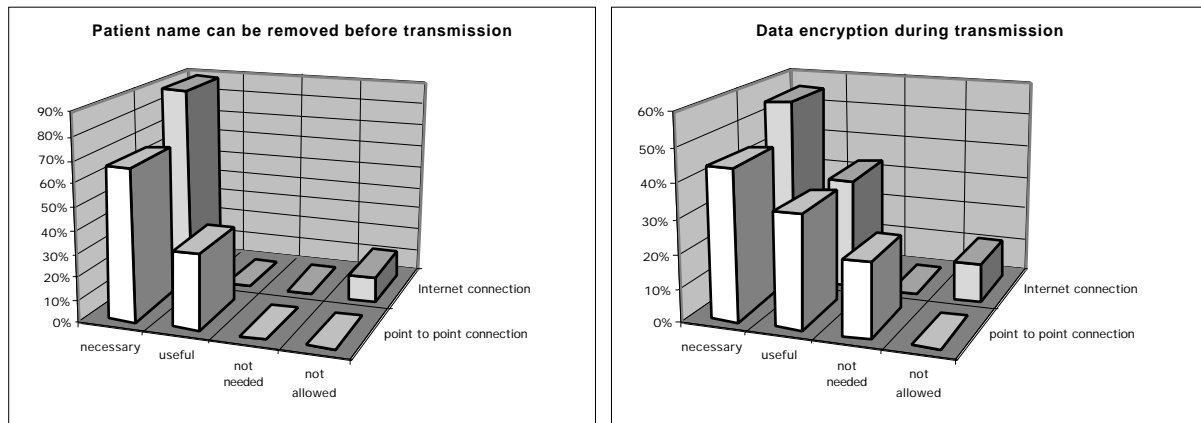 Patient name can be removed before transmission
90%
80%
70%
60%
50%
40%
30%
20%
10%
0%
necessary
useful
not
needed
not
allowed
Internet connection
point to point connection
Data encryption during transmission
60%
50%
40%
30%
20%
10%
0%
necessary
useful
not
needed
not
allowed
Internet connection
point to point connection